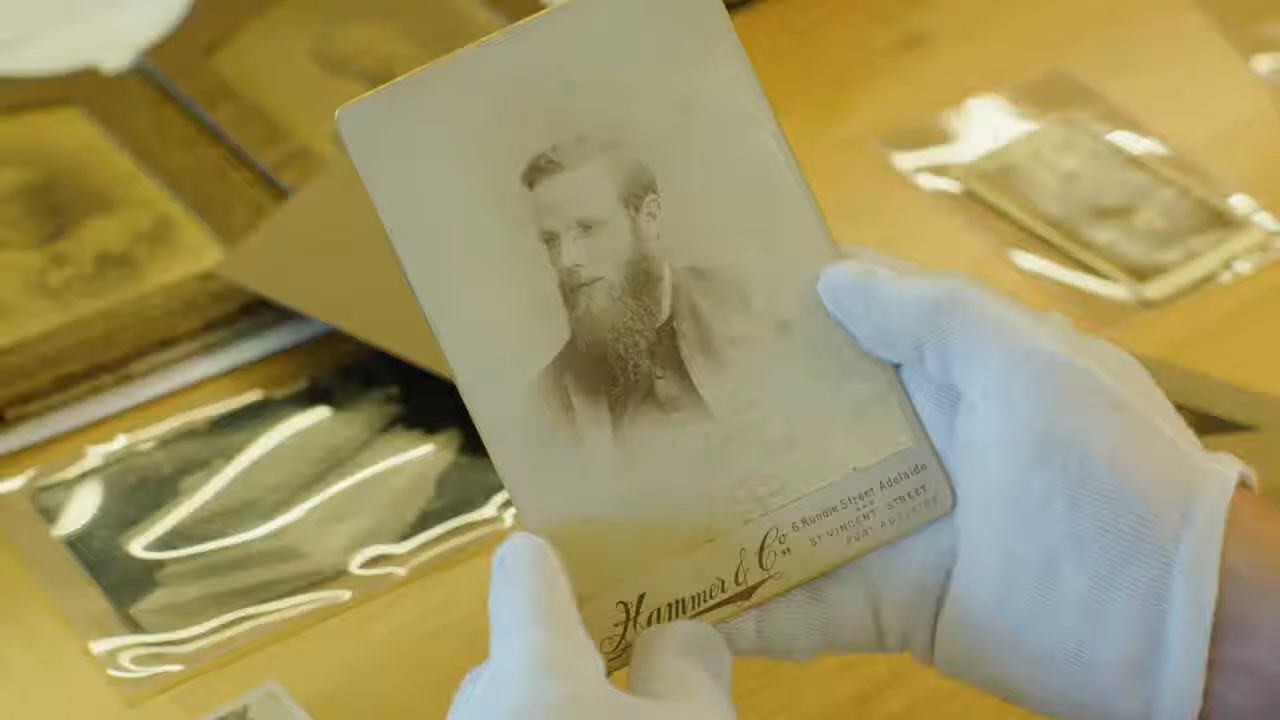 Hammer & Co.
6. Rundle Street Adelaide
AND
ST VINCENT STREET
PORT ADELAIDE